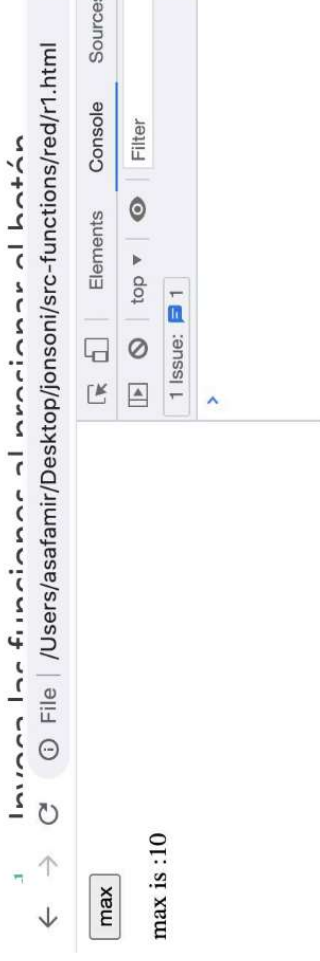 .1 Invoca las funciones al presionar el botón
File | /Users/asafamir/Desktop/jonsoni/src-functions/red/r1.html
Elements Console Sources
top ▾ Filter
1 Issue: 1
max
max is :10